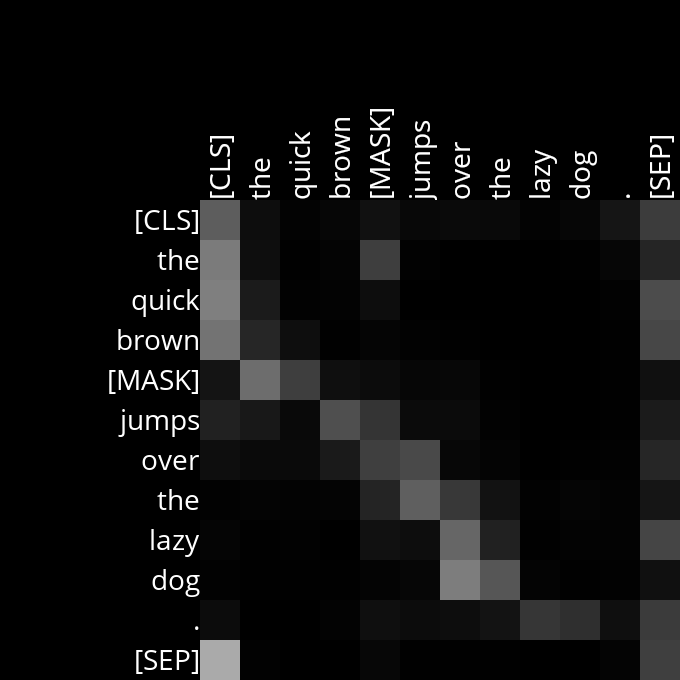 [CLS] the quick brown [MASK] jumps over the lazy dog . [SEP]
[CLS]
the
quick
brown
[MASK]
jumps
over
the
lazy
dog
.
[SEP]